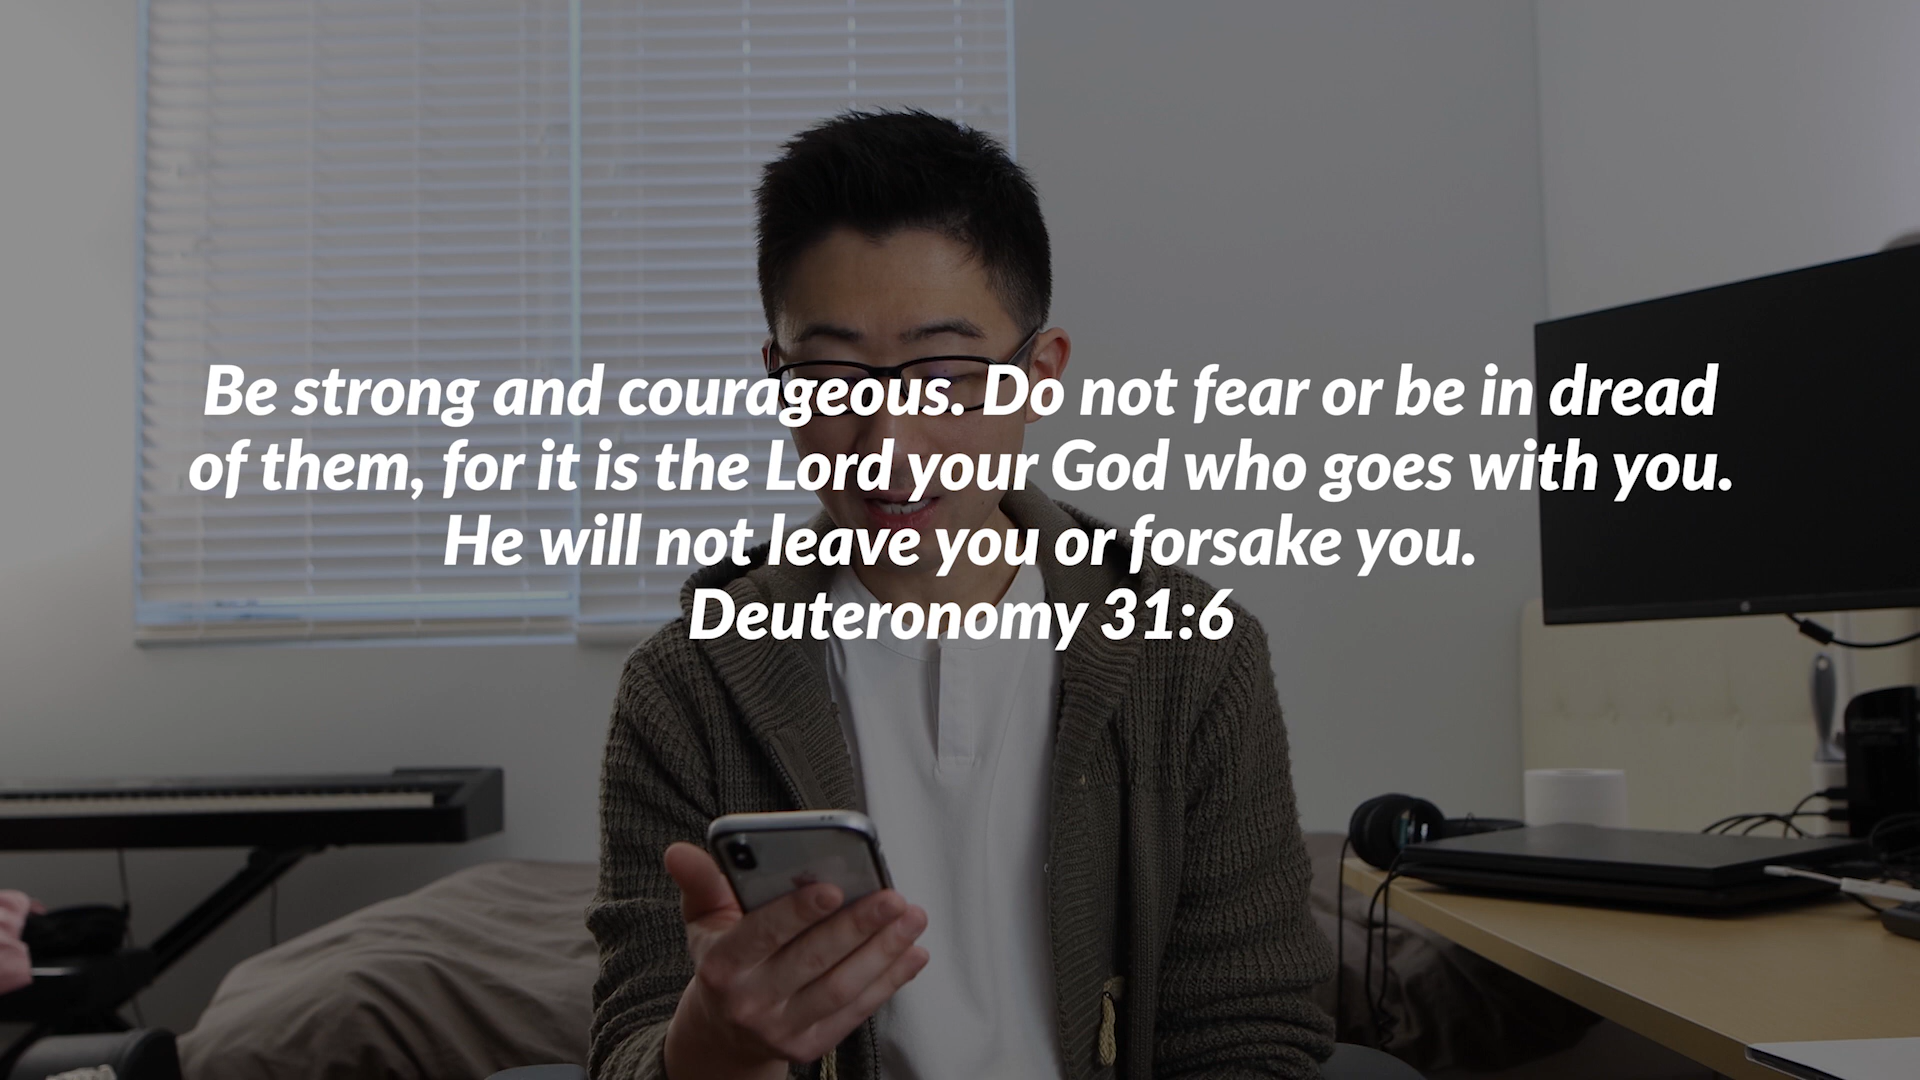 Be strong and courageous. Do not fear or be in dread
of them, for it is the Lord your God who goes with you.
He will not leave you or forsake you.
Deuteronomy 31:6